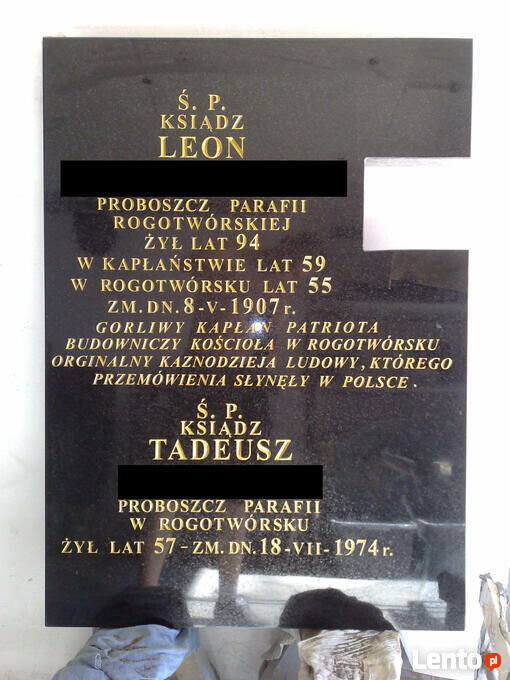 Ś. P.
KSIĄDZ
LEON
PROBOSZCZ PARAFII
ROGOTWÓRSKIEJ
ŻYŁ LAT 94
W KAPŁAŃSTWIE LAT 59
W ROGOTWÓRSKU LAT 55
ZM. DN. 8-V-1907 r.
GORLIWY KAPŁAN PATRIOTA
BUDOWNICZY KOŚCIOŁA W ROGOTWÓRSKU
ORGINALNY KAZNODZIEJA LUDOWY, KTÓREGO
PRZEMÓWIENIA SŁYNĘŁY W POLSCE.
Ś. P.
KSIĄDZ
TADEUSZ
PROBOSZCZ PARAFII
W ROGOTWÓRSKU
ŻYŁ LAT 57 - ZM. DN. 18-VII-1974 r.
Lento.pl